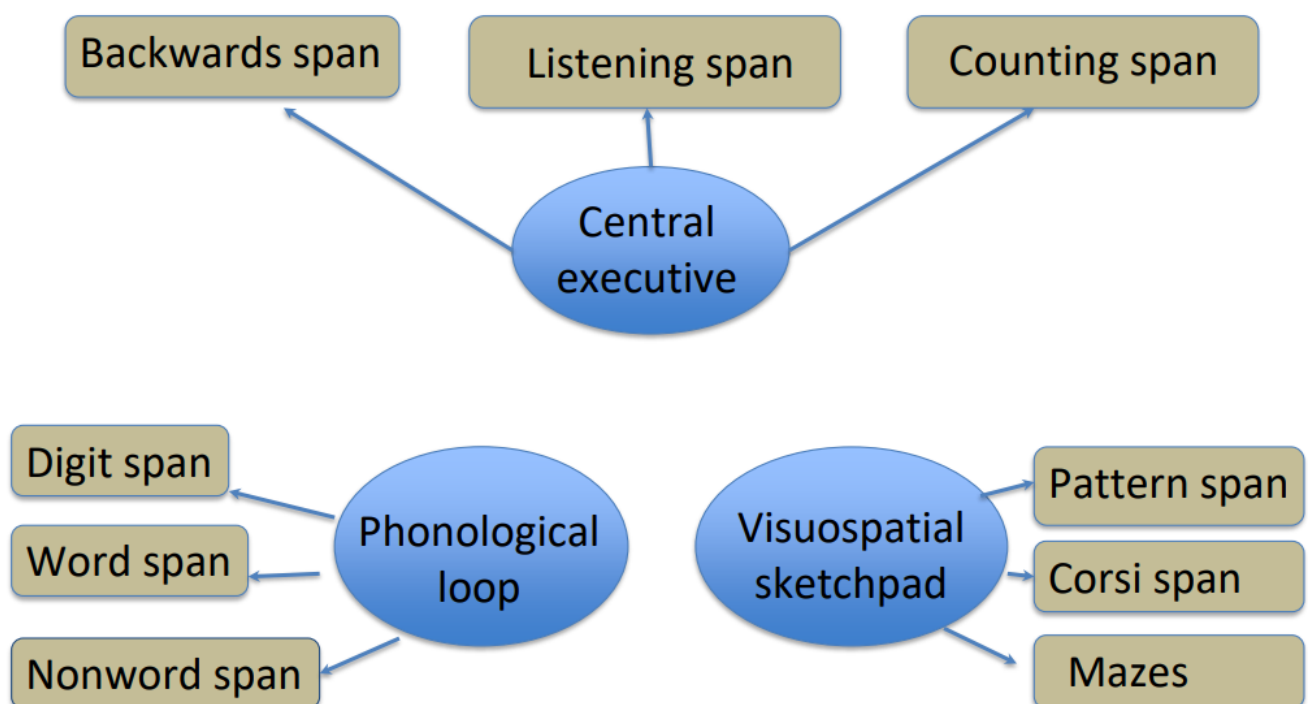 Backwards span
Listening span
Counting span
Central
executive
Digit span
Word span
Nonword span
Phonological
loop
Visuospatial
sketchpad
Pattern span
Corsi span
Mazes